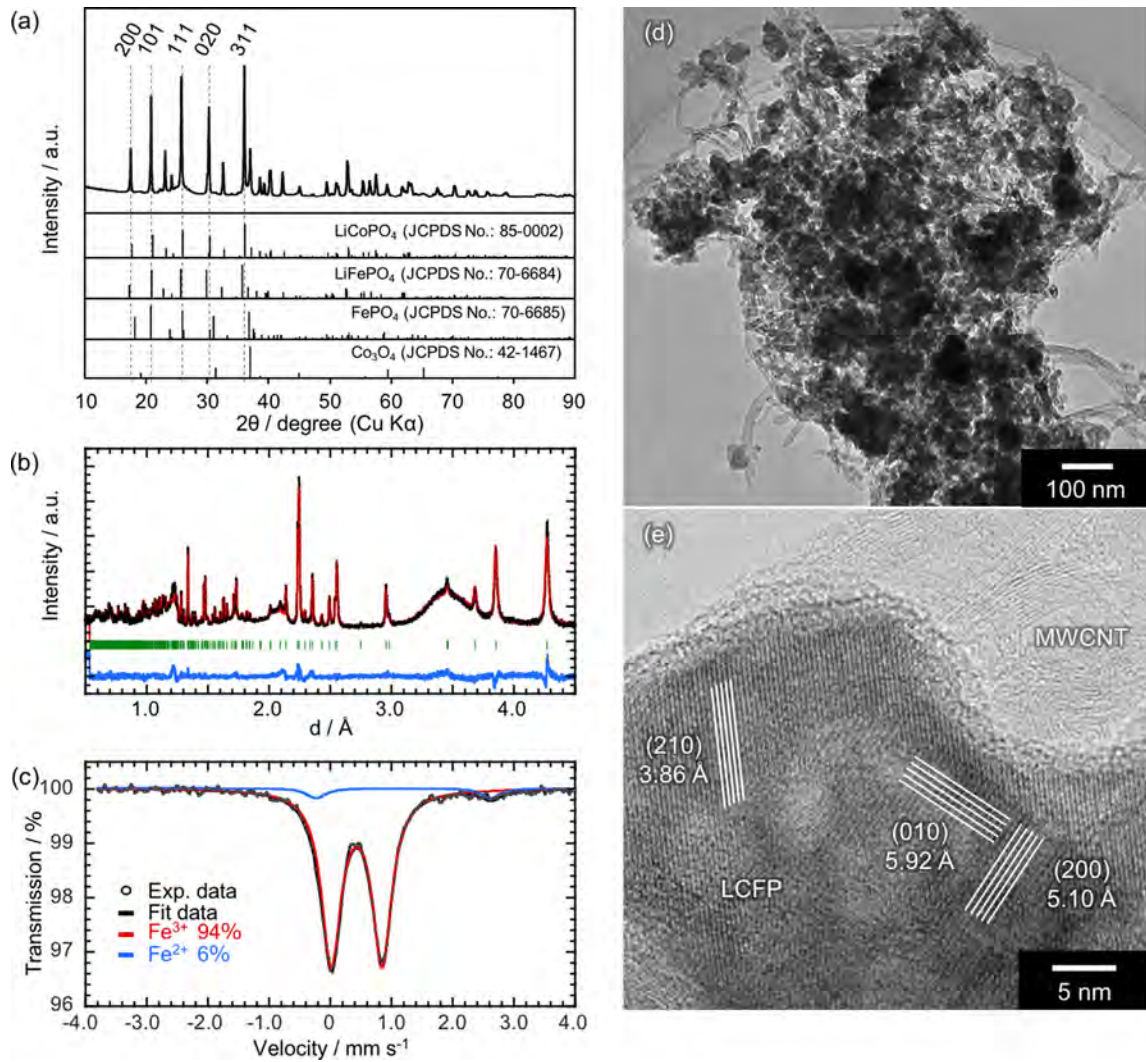 (a)
200
101
111
020
311
Intensity / a.u.
LiCoPO₄ (JCPDS No.: 85-0002)
LiFePO₄ (JCPDS No.: 70-6684)
FePO₄ (JCPDS No.: 70-6685)
Co₃O₄ (JCPDS No.: 42-1467)
10 20 30 40 50 60 70 80 90
2θ / degree (Cu Kα)
(b)
Intensity / a.u.
1.0 2.0 3.0 4.0
d / Å
(c)
Transmission / %
100
99
98
97
96
Exp. data
Fit data
Fe³⁺ 94%
Fe²⁺ 6%
-4.0 -3.0 -2.0 -1.0 0 1.0 2.0 3.0 4.0
Velocity / mm s⁻¹
(d)
100 nm
(e)
MWCNT
(210)
3.86 Å
(010)
5.92 Å
(200)
5.10 Å
LCFP
5 nm